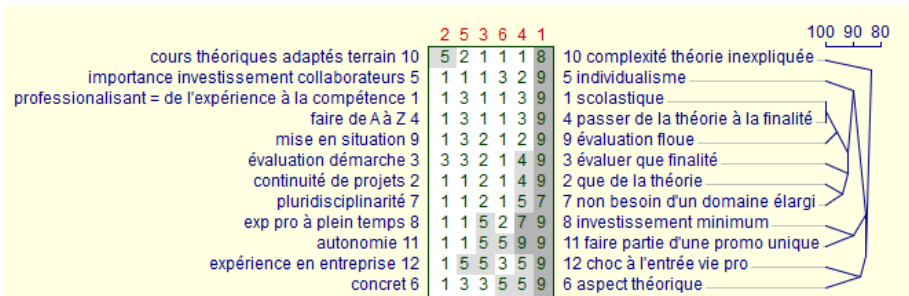 2 5 3 6 4 1 100 90 80
cours théoriques adaptés terrain 10 5 2 1 1 1 8 10 complexité théorie inexpliquée
importance investissement collaborateurs 5 1 1 1 3 2 9 5 individualisme
professionalisant = de l'expérience à la compétence 1 1 3 1 1 3 9 1 scolastique
faire de A à Z 4 1 3 1 1 3 9 4 passer de la théorie à la finalité
mise en situation 9 1 3 2 1 2 9 9 évaluation floue
évaluation démarche 3 3 3 2 1 4 9 3 évaluer que finalité
continuité de projets 2 1 1 2 1 4 9 2 que de la théorie
pluridisciplinarité 7 1 1 2 1 5 7 7 non besoin d'un domaine élargi
exp pro à plein temps 8 1 1 5 2 7 9 8 investissement minimum
autonomie 11 1 1 5 5 9 9 11 faire partie d'une promo unique
expérience en entreprise 12 1 5 5 3 5 9 12 choc à l'entrée vie pro
concret 6 1 3 3 5 5 9 6 aspect théorique